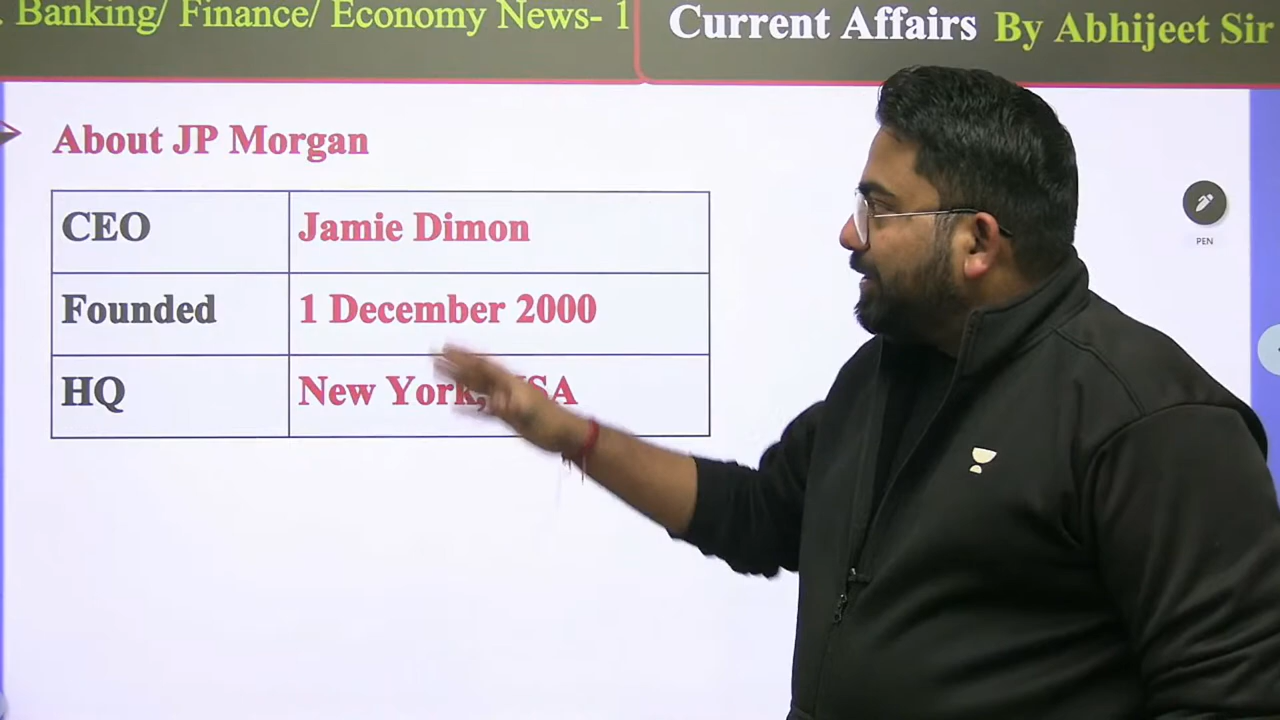 . Banking/ Finance/ Economy News- 1
Current Affairs By Abhijeet Sir
About JP Morgan
CEO Jamie Dimon
Founded 1 December 2000
HQ New York,
PEN